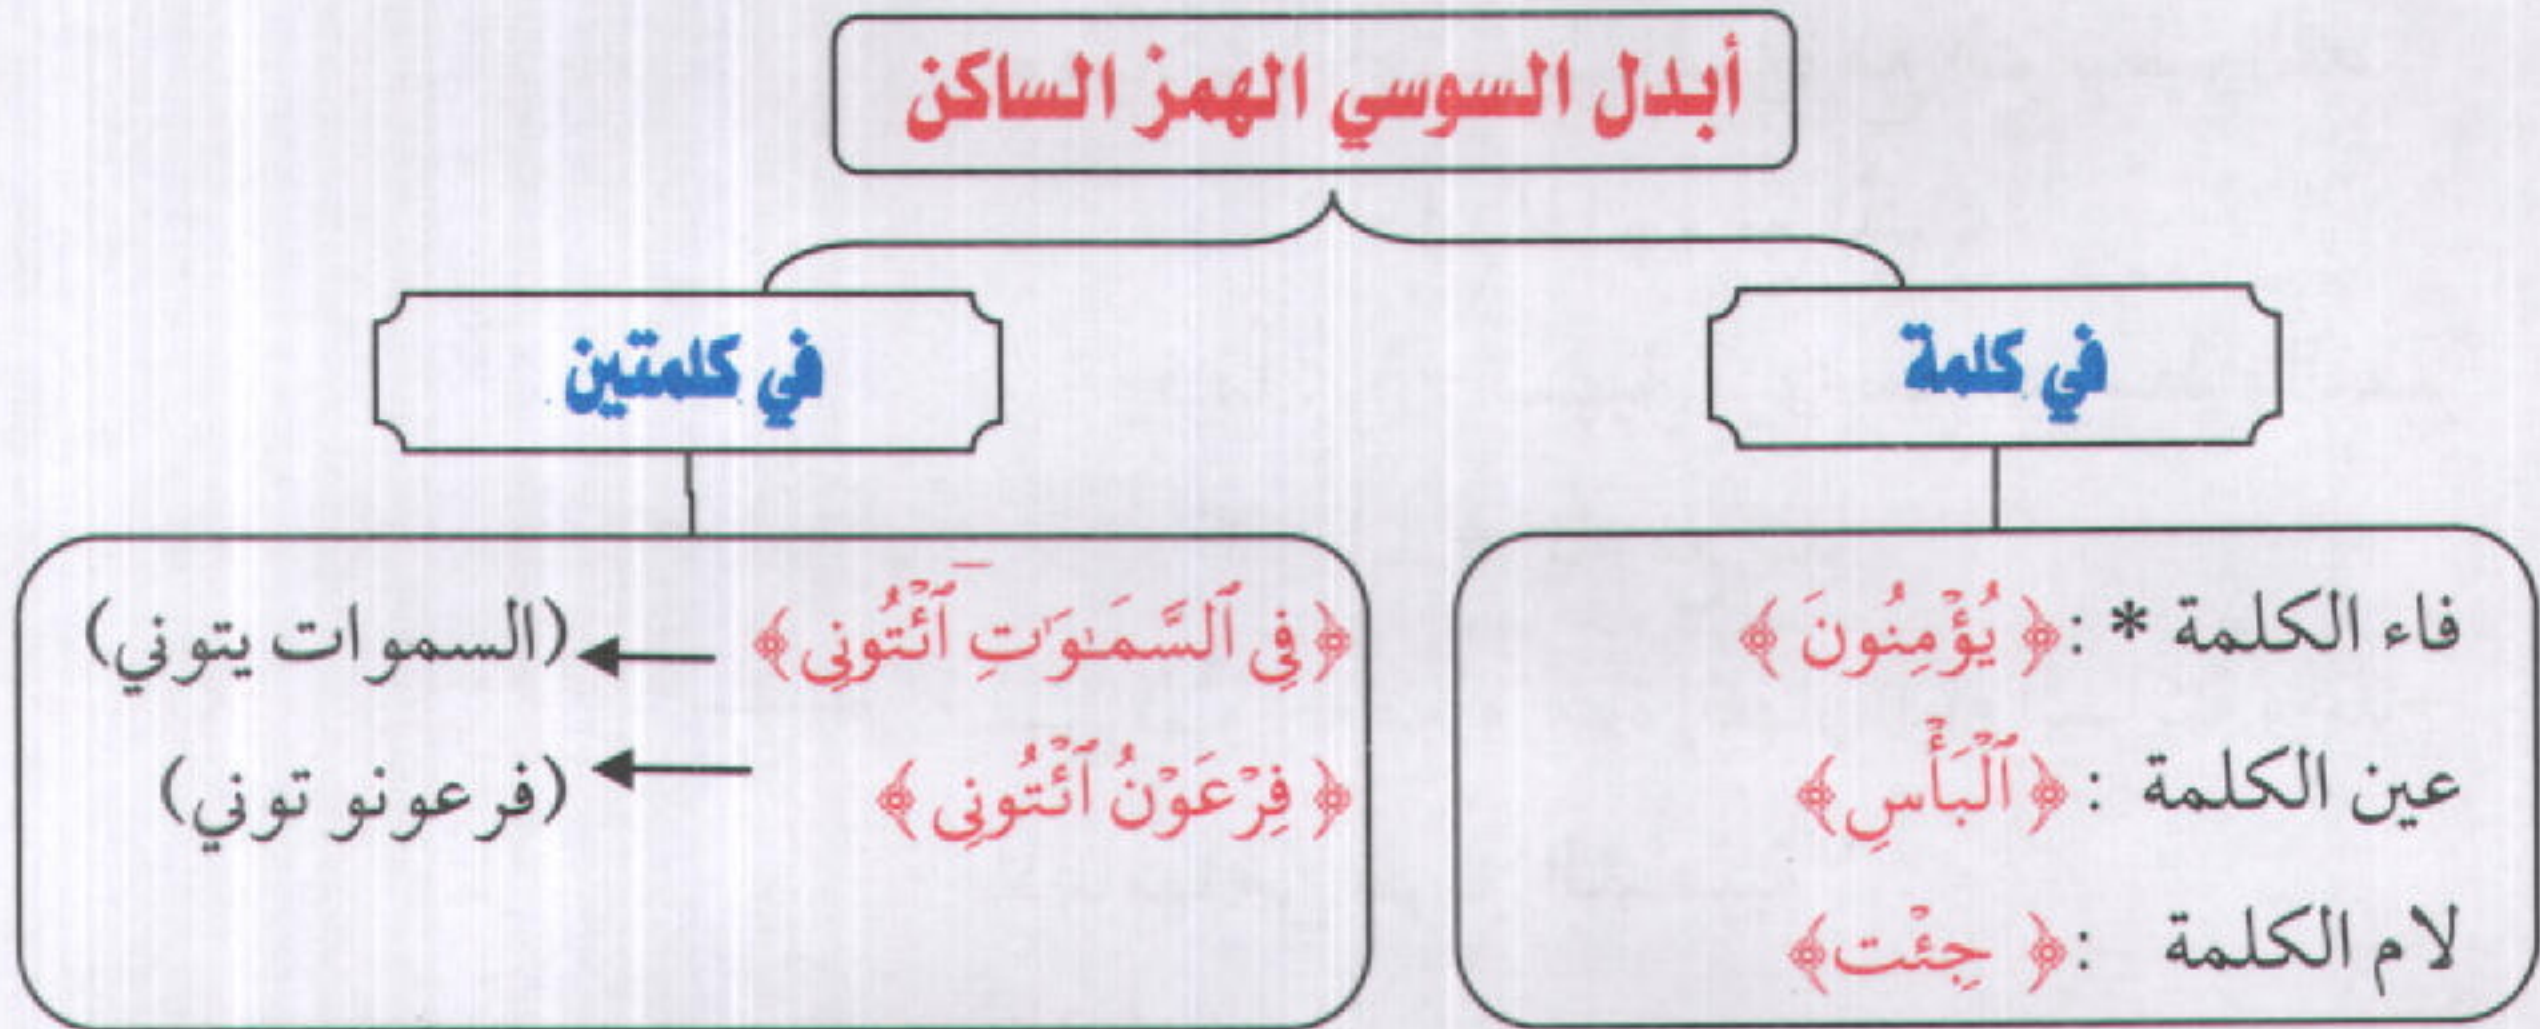 أبدل السوسي الهمز الساكن
في كلمة
في كلمتين
فاء الكلمة * : ﴿ يُؤْمِنُونَ ﴾
عين الكلمة : ﴿ ٱلْبَأْسِ ﴾
لام الكلمة : ﴿ جِئْت ﴾
﴿ فِى ٱلسَّمَـٰوَٰتِ ٱئْتُونِى ﴾ ← (السموات يتوني)
﴿ فِرْعَوْنُ ٱئْتُونِى ﴾ ← (فرعونو توني)